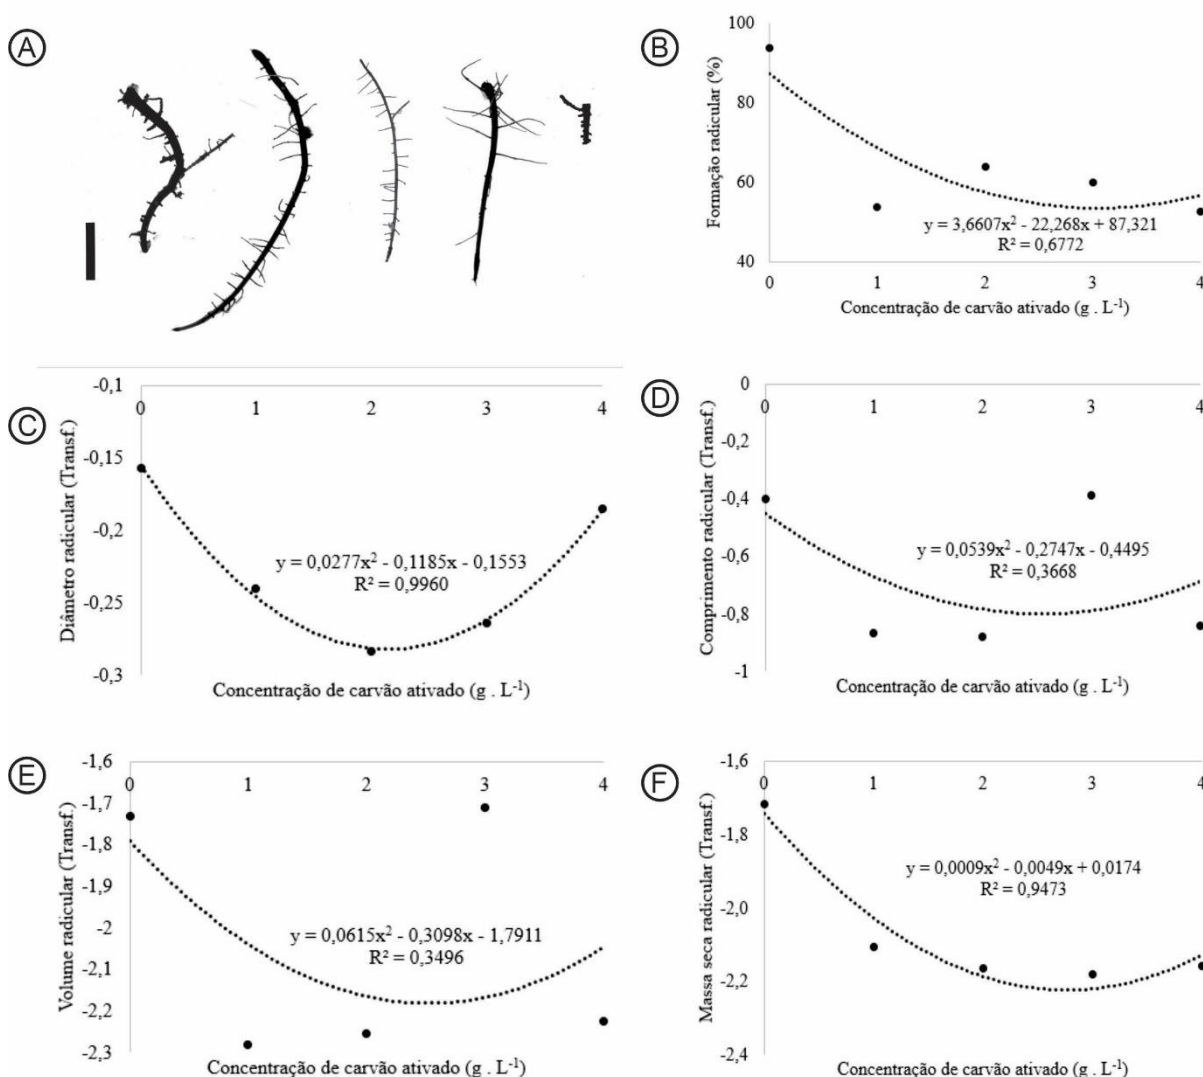 A
B
Formação radicular (%)
100
80
60
40
y = 3,6607x² - 22,268x + 87,321
R² = 0,6772
0 1 2 3 4
Concentração de carvão ativado (g . L⁻¹)
C
Diâmetro radicular (Transf.)
-0,1
0 1 2 3 4
-0,15
-0,2
-0,25
-0,3
y = 0,0277x² - 0,1185x - 0,1553
R² = 0,9960
Concentração de carvão ativado (g . L⁻¹)
D
Comprimento radicular (Transf.)
0
0 1 2 3 4
-0,2
-0,4
-0,6
-0,8
-1
y = 0,0539x² - 0,2747x - 0,4495
R² = 0,3668
Concentração de carvão ativado (g . L⁻¹)
E
Volume radicular (Transf.)
-1,6
0 1 2 3 4
-1,7
-1,8
-1,9
-2
-2,1
-2,2
-2,3
y = 0,0615x² - 0,3098x - 1,7911
R² = 0,3496
Concentração de carvão ativado (g . L⁻¹)
F
Massa seca radicular (Transf.)
-1,6
0 1 2 3 4
-1,8
-2,0
-2,2
-2,4
y = 0,0009x² - 0,0049x + 0,0174
R² = 0,9473
Concentração de carvão ativado (g . L⁻¹)